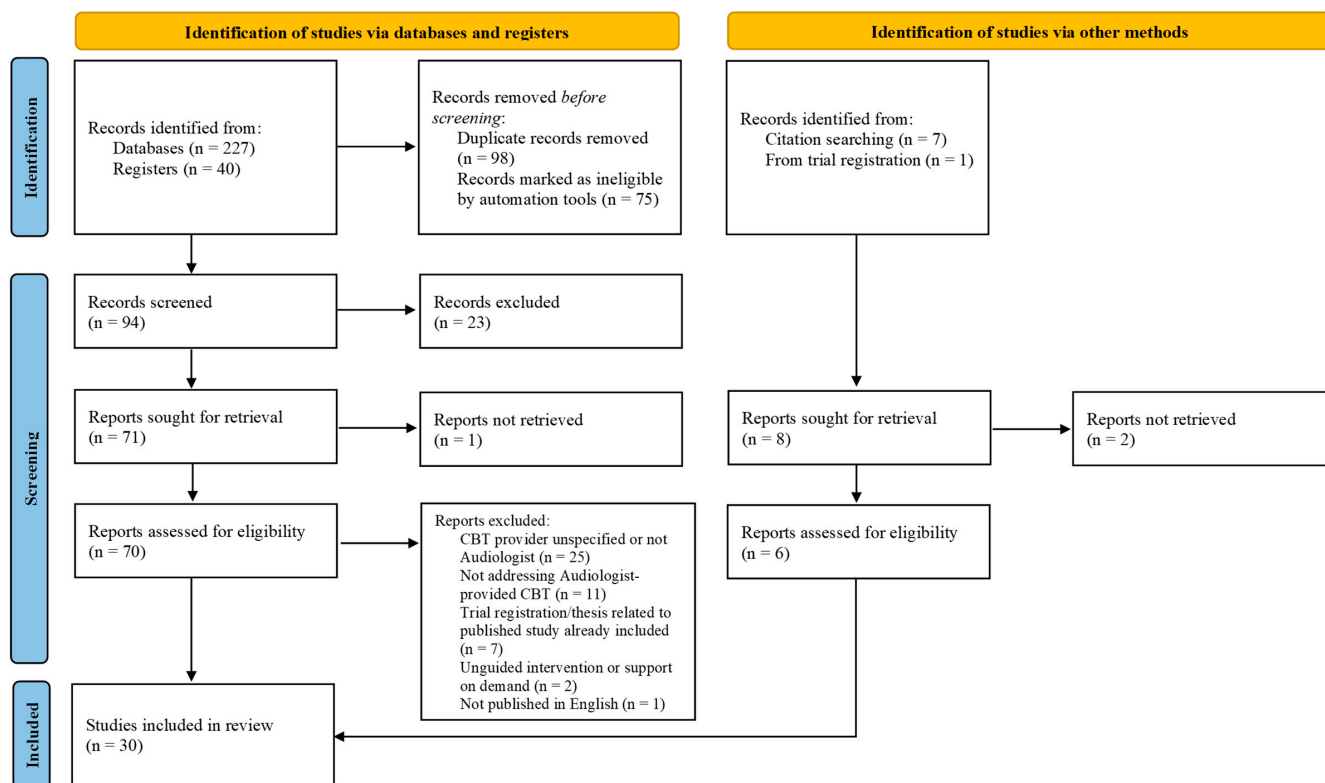 Identification of studies via databases and registers
Identification of studies via other methods
Identification
Records identified from:
Databases (n = 227)
Registers (n = 40)
Records removed before
screening:
Duplicate records removed
(n = 98)
Records marked as ineligible
by automation tools (n = 75)
Records identified from:
Citation searching (n = 7)
From trial registration (n = 1)
Screening
Records screened
(n = 94)
Records excluded
(n = 23)
Reports sought for retrieval
(n = 71)
Reports not retrieved
(n = 1)
Reports sought for retrieval
(n = 8)
Reports not retrieved
(n = 2)
Reports assessed for eligibility
(n = 70)
Reports excluded:
CBT provider unspecified or not
Audiologist (n = 25)
Not addressing Audiologist-
provided CBT (n = 11)
Trial registration/thesis related to
published study already included
(n = 7)
Unguided intervention or support
on demand (n = 2)
Not published in English (n = 1)
Reports assessed for eligibility
(n = 6)
Included
Studies included in review
(n = 30)